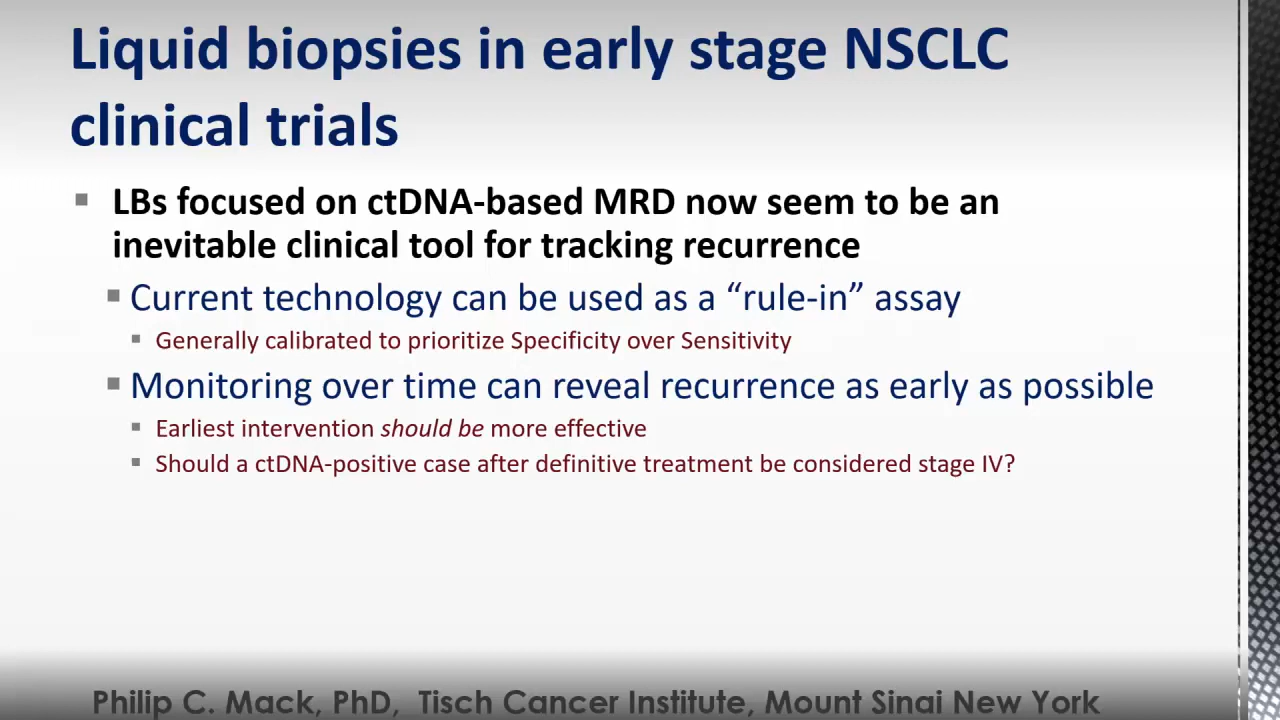 Liquid biopsies in early stage NSCLC
clinical trials
LBs focused on ctDNA-based MRD now seem to be an
inevitable clinical tool for tracking recurrence
Current technology can be used as a “rule-in” assay
Generally calibrated to prioritize Specificity over Sensitivity
Monitoring over time can reveal recurrence as early as possible
Earliest intervention should be more effective
Should a ctDNA-positive case after definitive treatment be considered stage IV?
Philip C. Mack, PhD, Tisch Cancer Institute, Mount Sinai New York